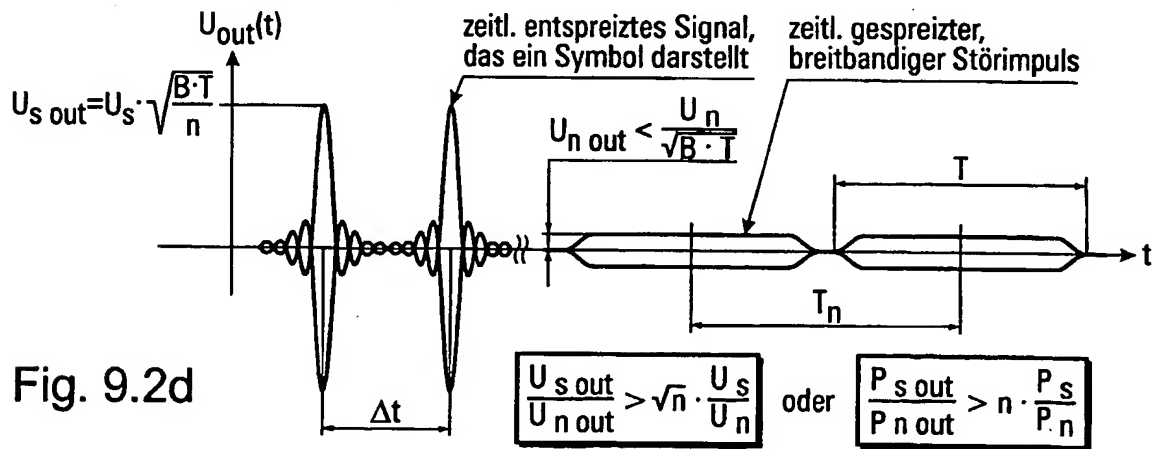 U_out(t)
zeitl. entspreiztes Signal,
das ein Symbol darstellt
zeitl. gespreizter,
breitbandiger Störimpuls
U_s out=U_s·√(B·T/n)
U_n out < U_n/√(B · T)
T
t
T_n
Δt
Fig. 9.2d
U_s out/U_n out > √n · U_s/U_n oder P_s out/P_n out > n · P_s/P_n